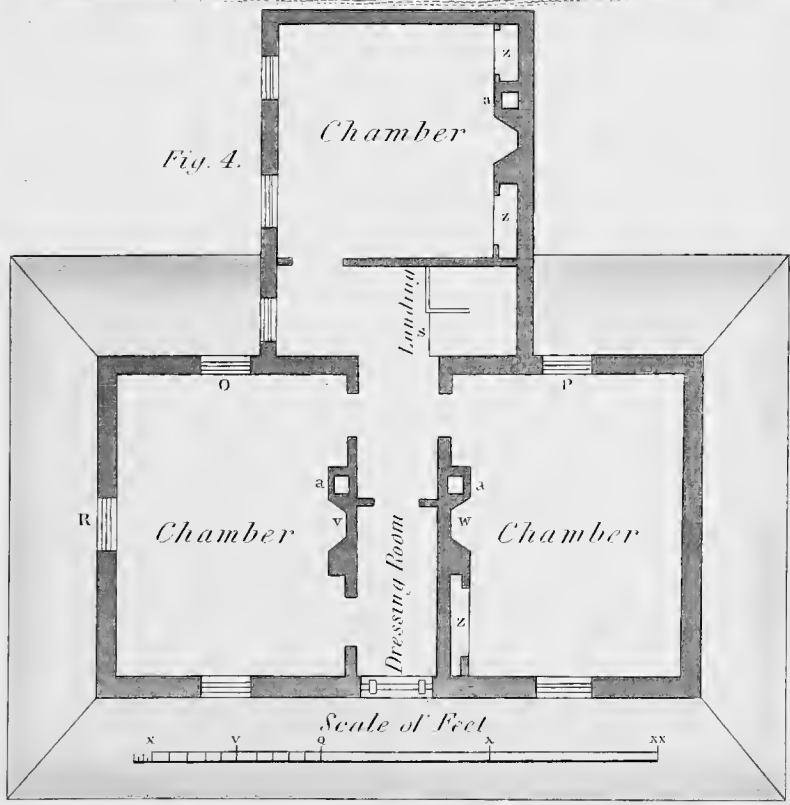 z
a
Chamber
Fig. 4.
z
Landing
s
O
P
a
a
R
Chamber
v
w
Chamber
Dressing Room
z
Scale of Feet
x v o x xx